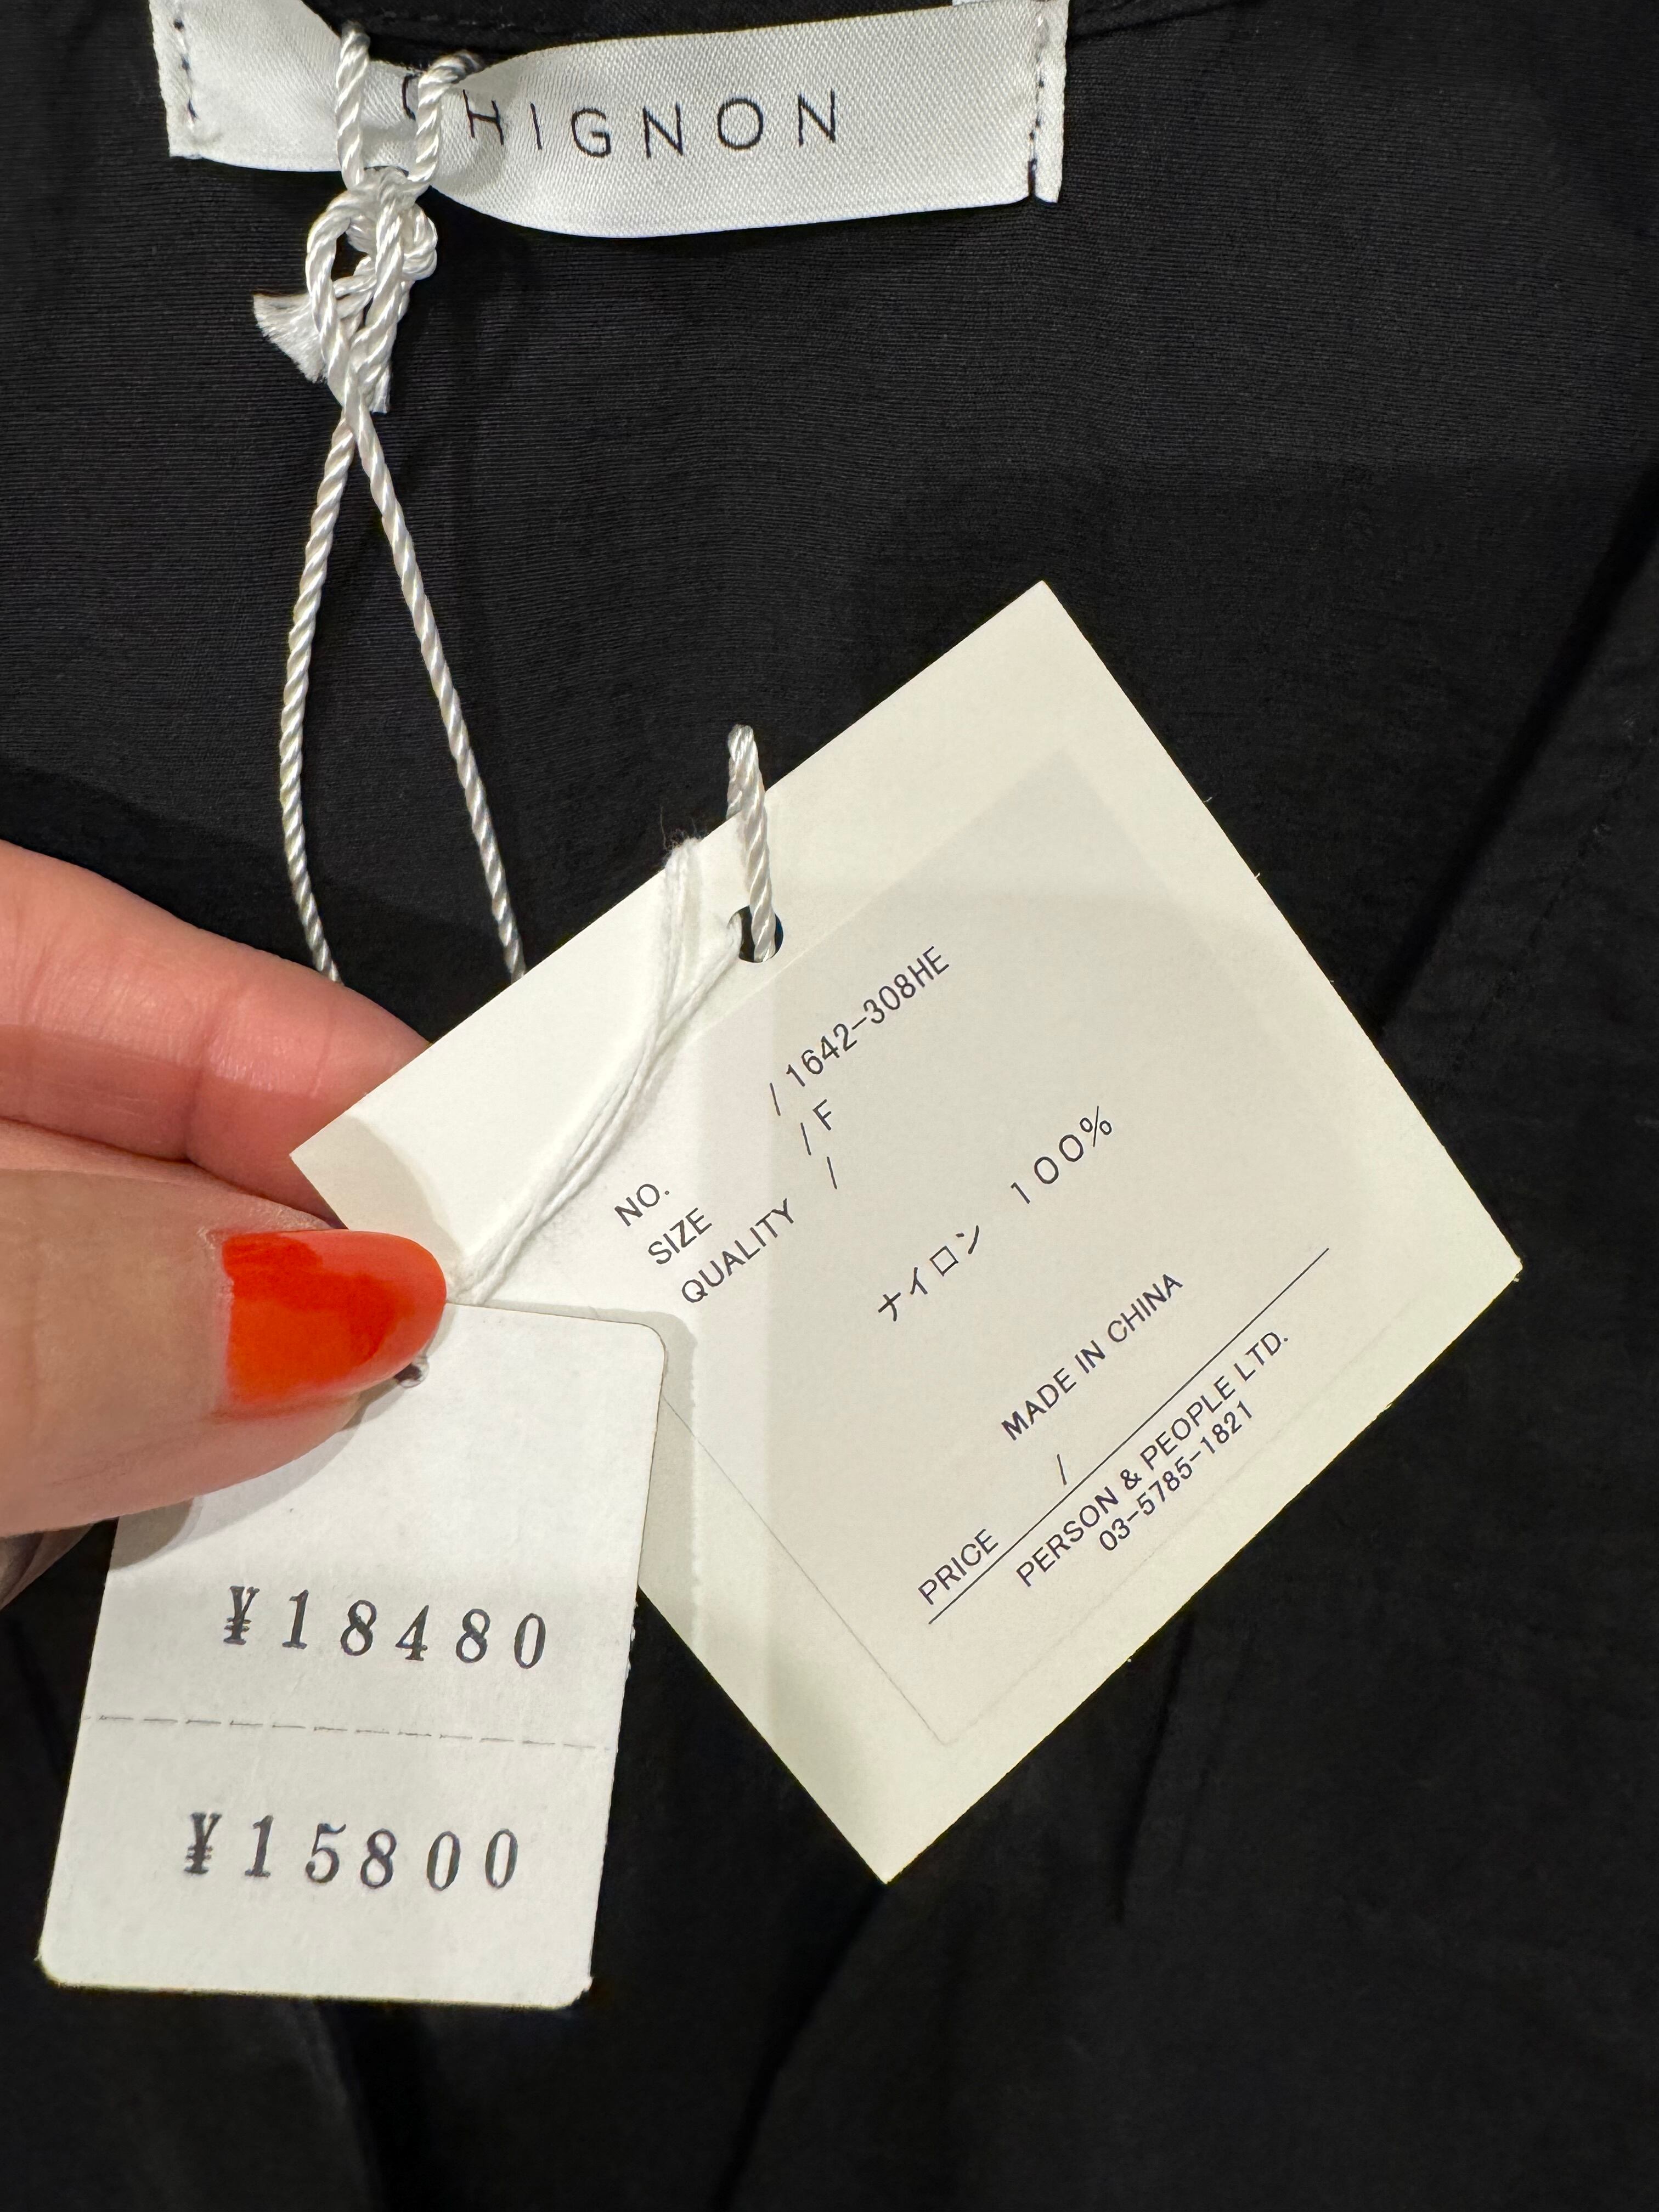 CHIGNON
NO. / 1642-308HE
SIZE / F
QUALITY /
ナイロン 100%
MADE IN CHINA
PRICE /
PERSON & PEOPLE LTD.
03-5785-1821
¥18480
¥15800